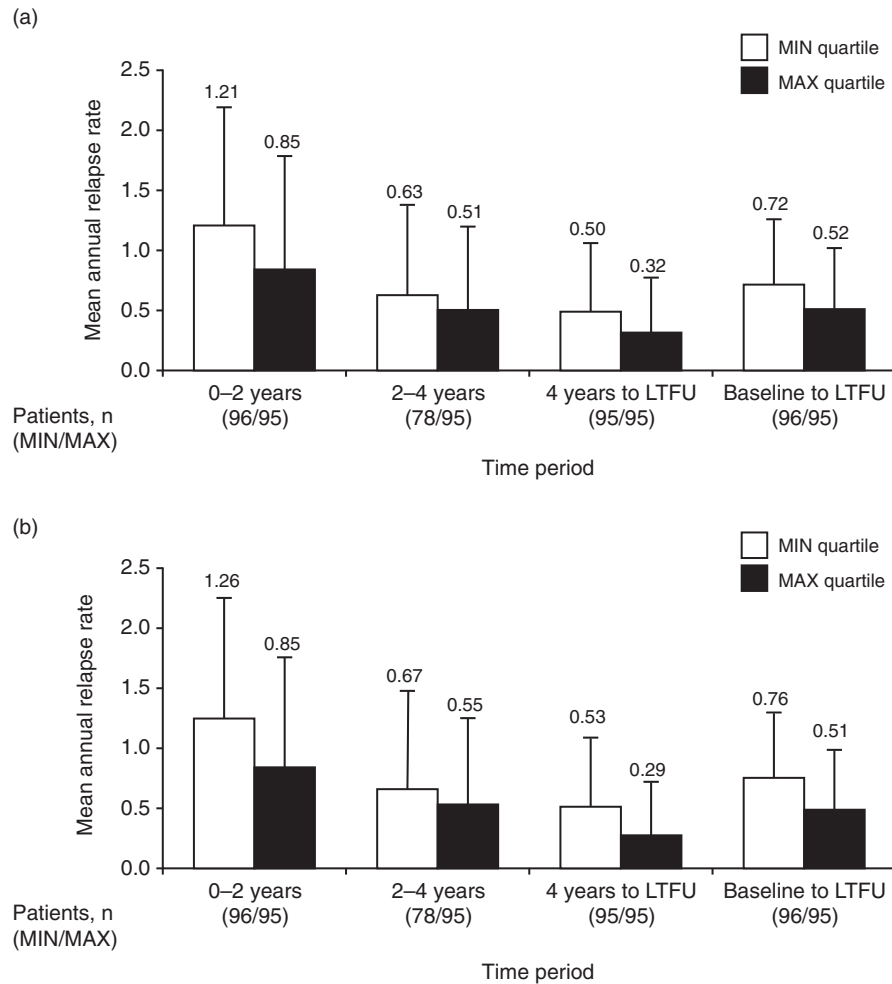 (a)
MIN quartile
MAX quartile
Mean annual relapse rate
2.5
2.0
1.5
1.0
0.5
0.0
1.21
0.85
0.63
0.51
0.50
0.32
0.72
0.52
0–2 years 2–4 years 4 years to LTFU Baseline to LTFU
Patients, n (96/95) (78/95) (95/95) (96/95)
(MIN/MAX)
Time period
(b)
MIN quartile
MAX quartile
Mean annual relapse rate
2.5
2.0
1.5
1.0
0.5
0.0
1.26
0.85
0.67
0.55
0.53
0.29
0.76
0.51
0–2 years 2–4 years 4 years to LTFU Baseline to LTFU
Patients, n (96/95) (78/95) (95/95) (96/95)
(MIN/MAX)
Time period